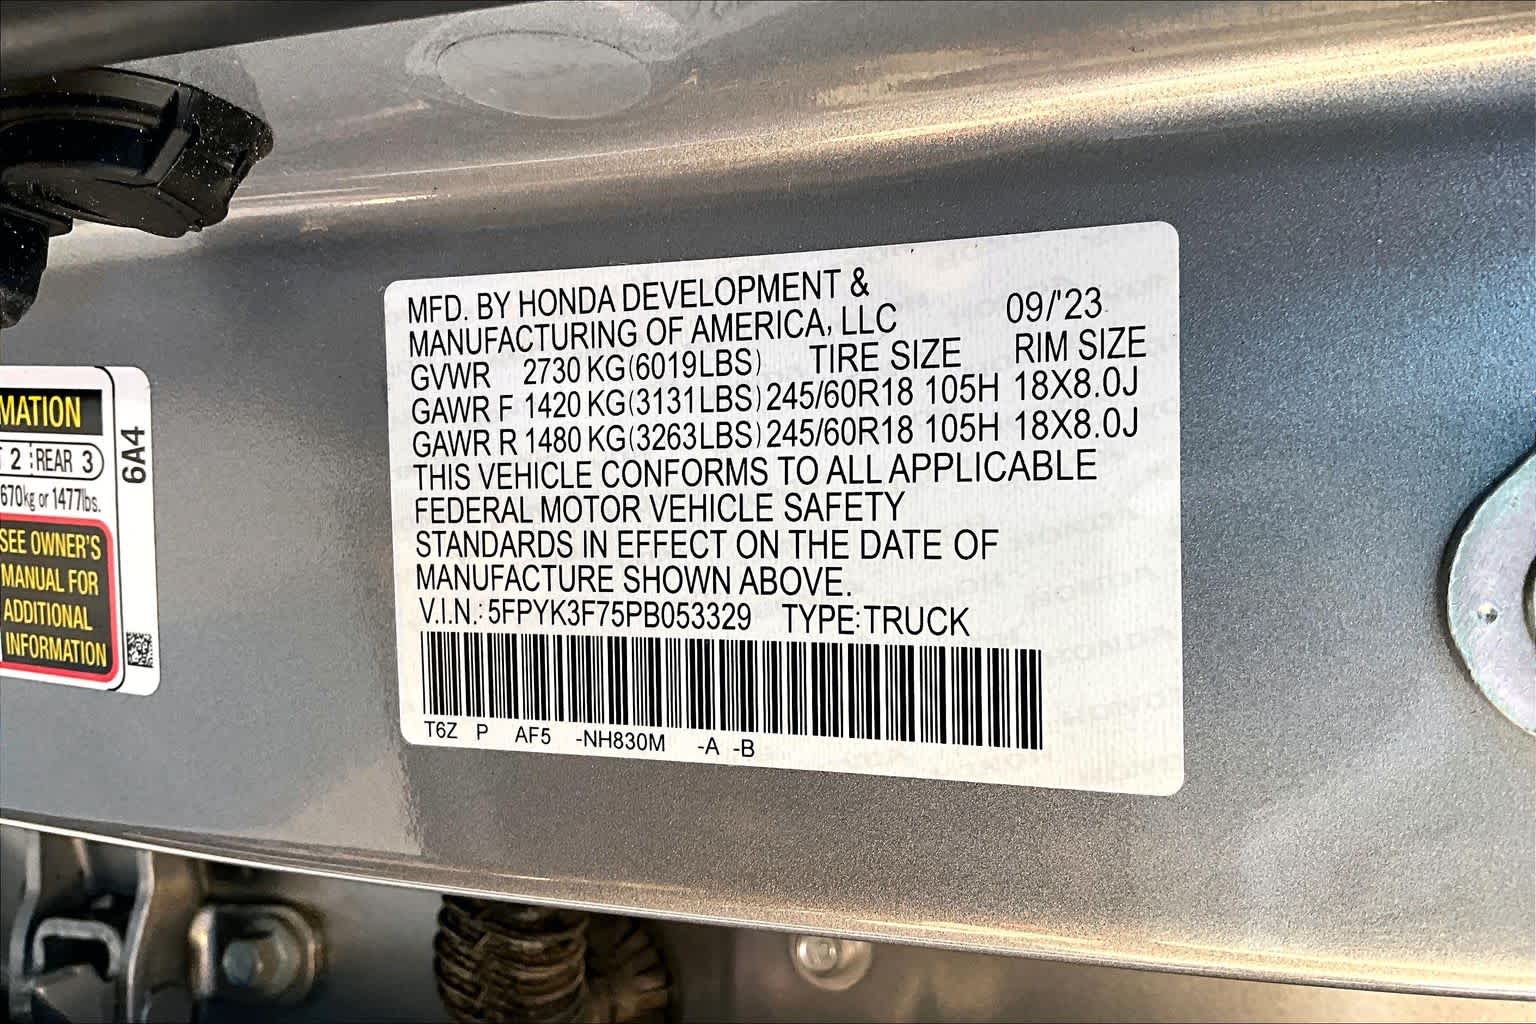 MFD. BY HONDA DEVELOPMENT &
MANUFACTURING OF AMERICA, LLC 09/'23
GVWR 2730 KG(6019LBS) TIRE SIZE RIM SIZE
GAWR F 1420 KG(3131LBS) 245/60R18 105H 18X8.0J
GAWR R 1480 KG(3263LBS) 245/60R18 105H 18X8.0J
THIS VEHICLE CONFORMS TO ALL APPLICABLE
FEDERAL MOTOR VEHICLE SAFETY
STANDARDS IN EFFECT ON THE DATE OF
MANUFACTURE SHOWN ABOVE.
V.I.N.: 5FPYK3F75PB053329 TYPE: TRUCK
T6Z P AF5 -NH830M -A -B
MATION
2 REAR 3
670kg or 1477lbs.
SEE OWNER'S
MANUAL FOR
ADDITIONAL
INFORMATION
6A4